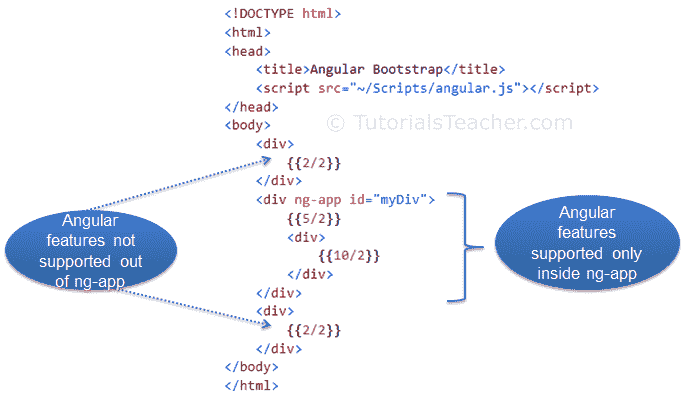 <!DOCTYPE html>
<html>
<head>
<title>Angular Bootstrap</title>
<script src="~/Scripts/angular.js"></script>
</head>
<body>
© TutorialsTeacher.com
<div>
{{2/2}}
</div>
<div ng-app id="myDiv">
{{5/2}}
<div>
{{10/2}}
</div>
</div>
<div>
{{2/2}}
</div>
</body>
</html>
Angular
features not
supported out
of ng-app
Angular
features
supported only
inside ng-app